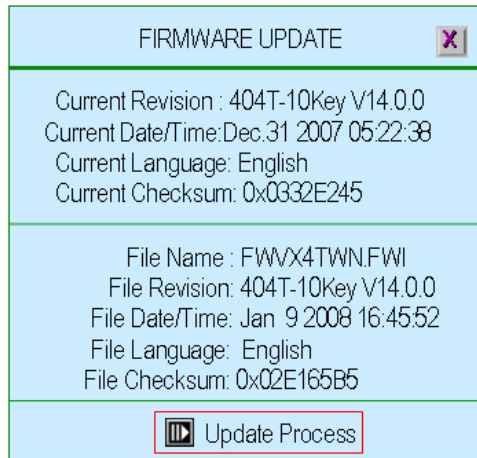 FIRMWARE UPDATE
X
Current Revision : 404T-10Key V14.0.0
Current Date/Time:Dec.31 2007 05:22:38
Current Language: English
Current Checksum: 0x0332E245
File Name : FWVX4TWN.FWI
File Revision: 404T-10Key V14.0.0
File Date/Time: Jan 9 2008 16:45:52
File Language: English
File Checksum: 0x02E165B5
Update Process